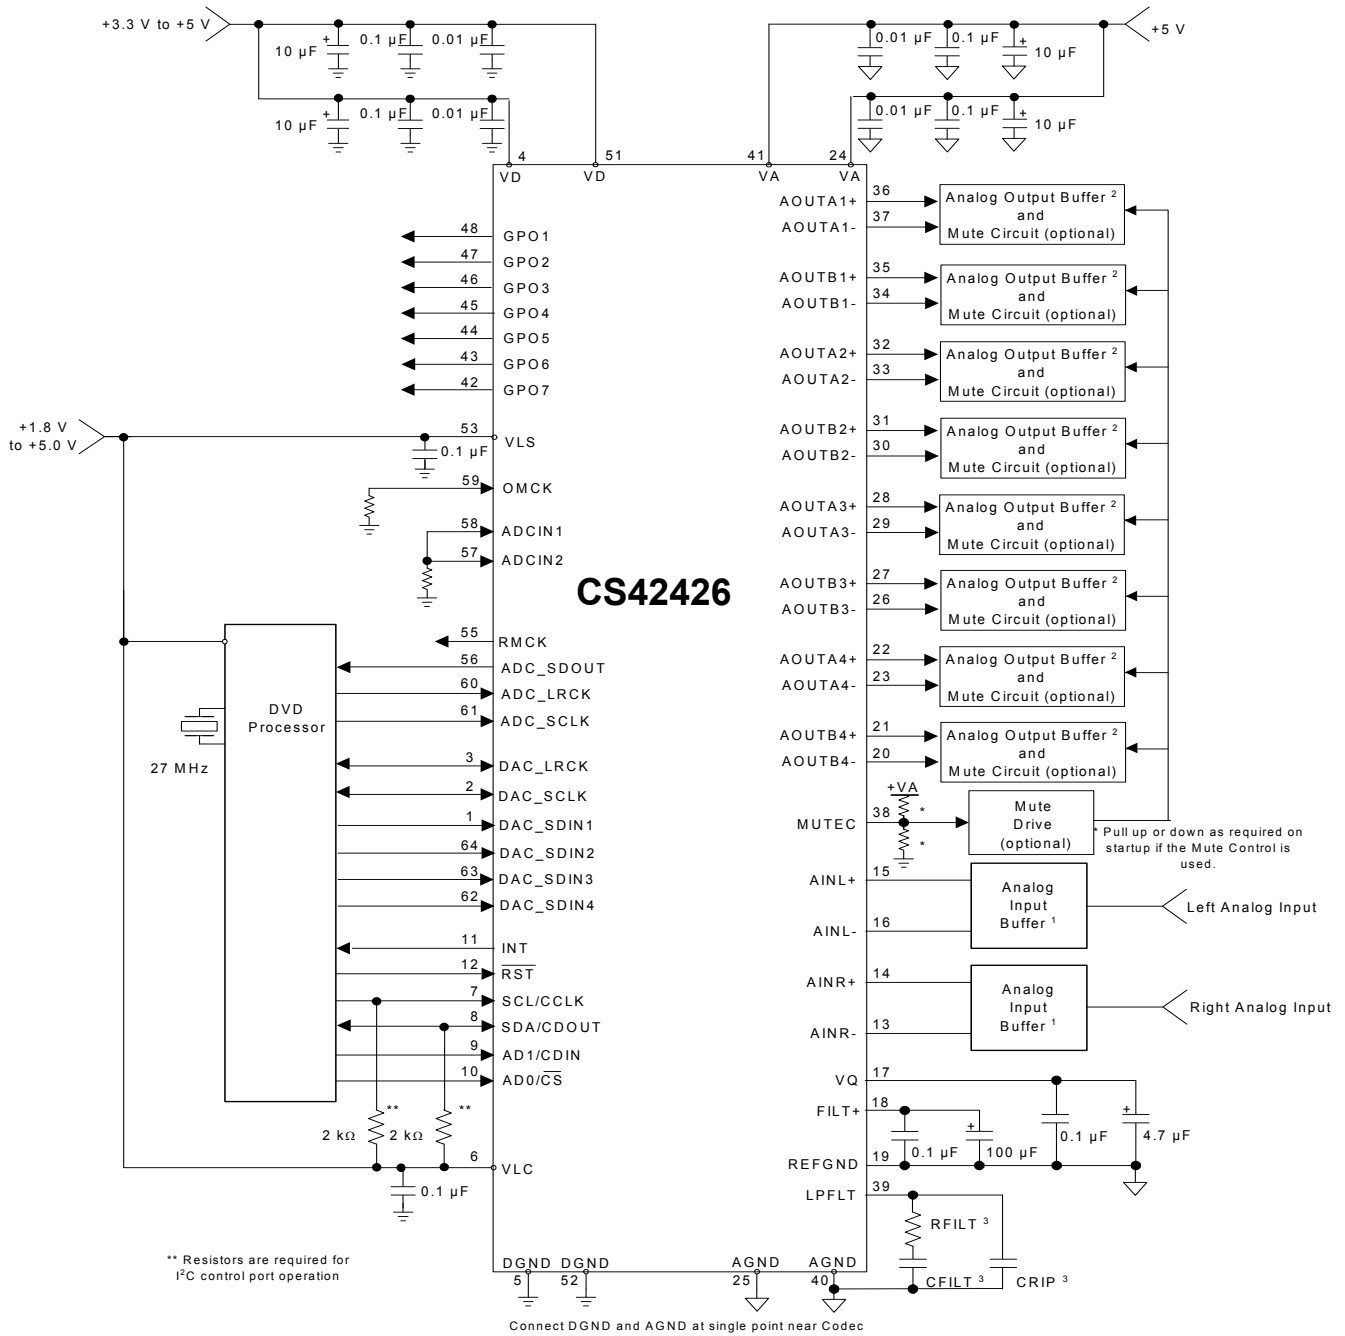 +3.3 V to +5 V
10 µF
+
0.1 µF
0.01 µF
10 µF
+
0.1 µF
0.01 µF
0.01 µF
0.1 µF
+
10 µF
+5 V
0.01 µF
0.1 µF
+
10 µF
4
VD
51
VD
41
VA
24
VA
48
GPO1
47
GPO2
46
GPO3
45
GPO4
44
GPO5
43
GPO6
42
GPO7
+1.8 V
to +5.0 V
53
VLS
0.1 µF
59
OMCK
58
ADCIN1
57
ADCIN2
CS42426
55
RMCK
56
ADC_SDOUT
60
ADC_LRCK
61
ADC_SCLK
3
DAC_LRCK
2
DAC_SCLK
1
DAC_SDIN1
64
DAC_SDIN2
63
DAC_SDIN3
62
DAC_SDIN4
11
INT
12
RST
7
SCL/CCLK
8
SDA/CDOUT
9
AD1/CDIN
10
AD0/CS
DVD
Processor
27 MHz
**
2 kΩ
**
2 kΩ
6
VLC
0.1 µF
** Resistors are required for
I²C control port operation
AOUTA1+
36
AOUTA1-
37
Analog Output Buffer ²
and
Mute Circuit (optional)
AOUTB1+
35
AOUTB1-
34
Analog Output Buffer ²
and
Mute Circuit (optional)
AOUTA2+
32
AOUTA2-
33
Analog Output Buffer ²
and
Mute Circuit (optional)
AOUTB2+
31
AOUTB2-
30
Analog Output Buffer ²
and
Mute Circuit (optional)
AOUTA3+
28
AOUTA3-
29
Analog Output Buffer ²
and
Mute Circuit (optional)
AOUTB3+
27
AOUTB3-
26
Analog Output Buffer ²
and
Mute Circuit (optional)
AOUTA4+
22
AOUTA4-
23
Analog Output Buffer ²
and
Mute Circuit (optional)
AOUTB4+
21
AOUTB4-
20
Analog Output Buffer ²
and
Mute Circuit (optional)
MUTEC
38
+VA
*
*
Mute
Drive
(optional)
* Pull up or down as required on
startup if the Mute Control is
used.
AINL+
15
AINL-
16
Analog
Input
Buffer ¹
Left Analog Input
AINR+
14
AINR-
13
Analog
Input
Buffer ¹
Right Analog Input
VQ
17
FILT+
18
0.1 µF
+
100 µF
0.1 µF
+
4.7 µF
REFGND
19
LPFLT
39
RFILT ³
CFILT ³
CRIP ³
DGND
5
DGND
52
AGND
25
AGND
40
Connect DGND and AGND at single point near Codec